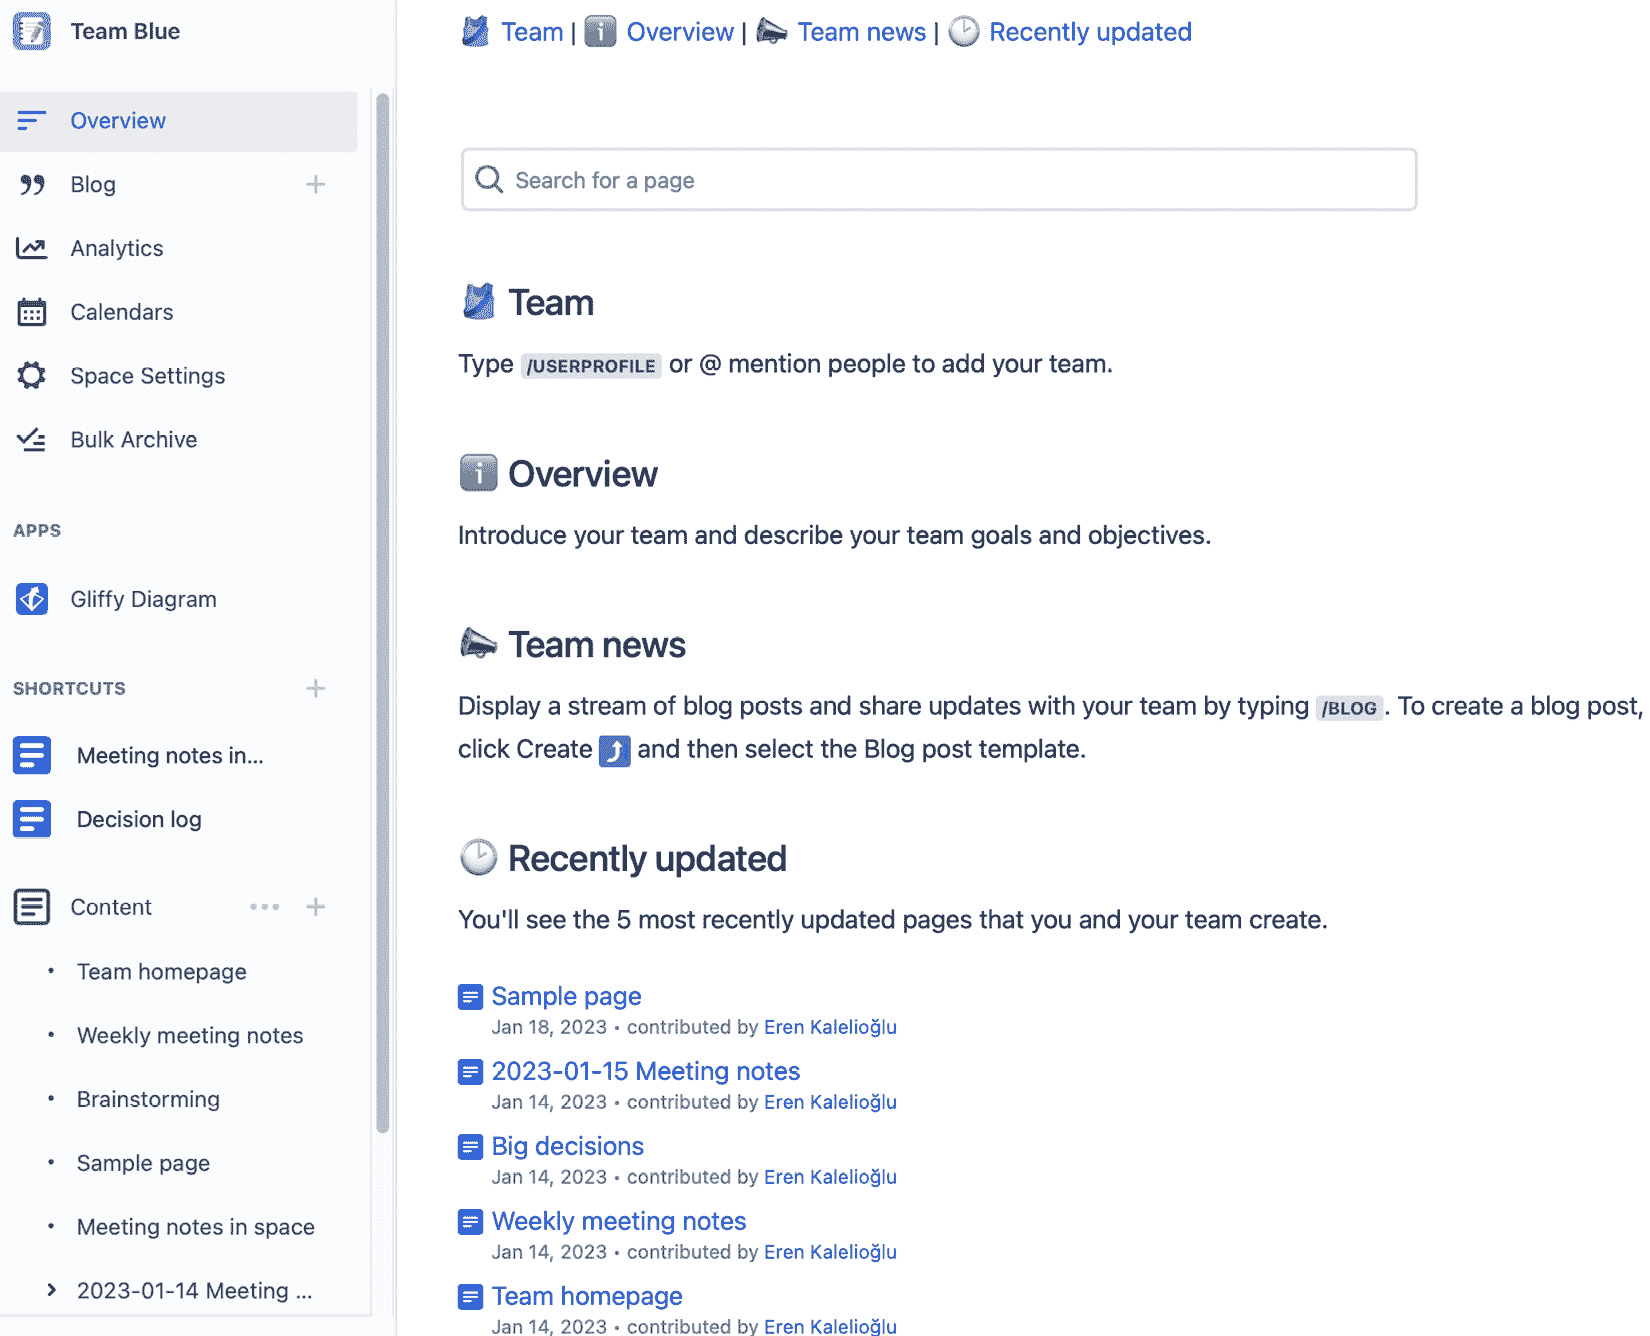 Team Blue
Overview
Blog
Analytics
Calendars
Space Settings
Bulk Archive
APPS
Gliffy Diagram
SHORTCUTS
Meeting notes in...
Decision log
Content
Team homepage
Weekly meeting notes
Brainstorming
Sample page
Meeting notes in space
2023-01-14 Meeting ...
Team | Overview | Team news | Recently updated
Search for a page
Team
Type /USERPROFILE or @ mention people to add your team.
Overview
Introduce your team and describe your team goals and objectives.
Team news
Display a stream of blog posts and share updates with your team by typing /BLOG. To create a blog post,
click Create and then select the Blog post template.
Recently updated
You'll see the 5 most recently updated pages that you and your team create.
Sample page
Jan 18, 2023 • contributed by Eren Kalelioğlu
2023-01-15 Meeting notes
Jan 14, 2023 • contributed by Eren Kalelioğlu
Big decisions
Jan 14, 2023 • contributed by Eren Kalelioğlu
Weekly meeting notes
Jan 14, 2023 • contributed by Eren Kalelioğlu
Team homepage
Jan 14, 2023 • contributed by Eren Kalelioğlu